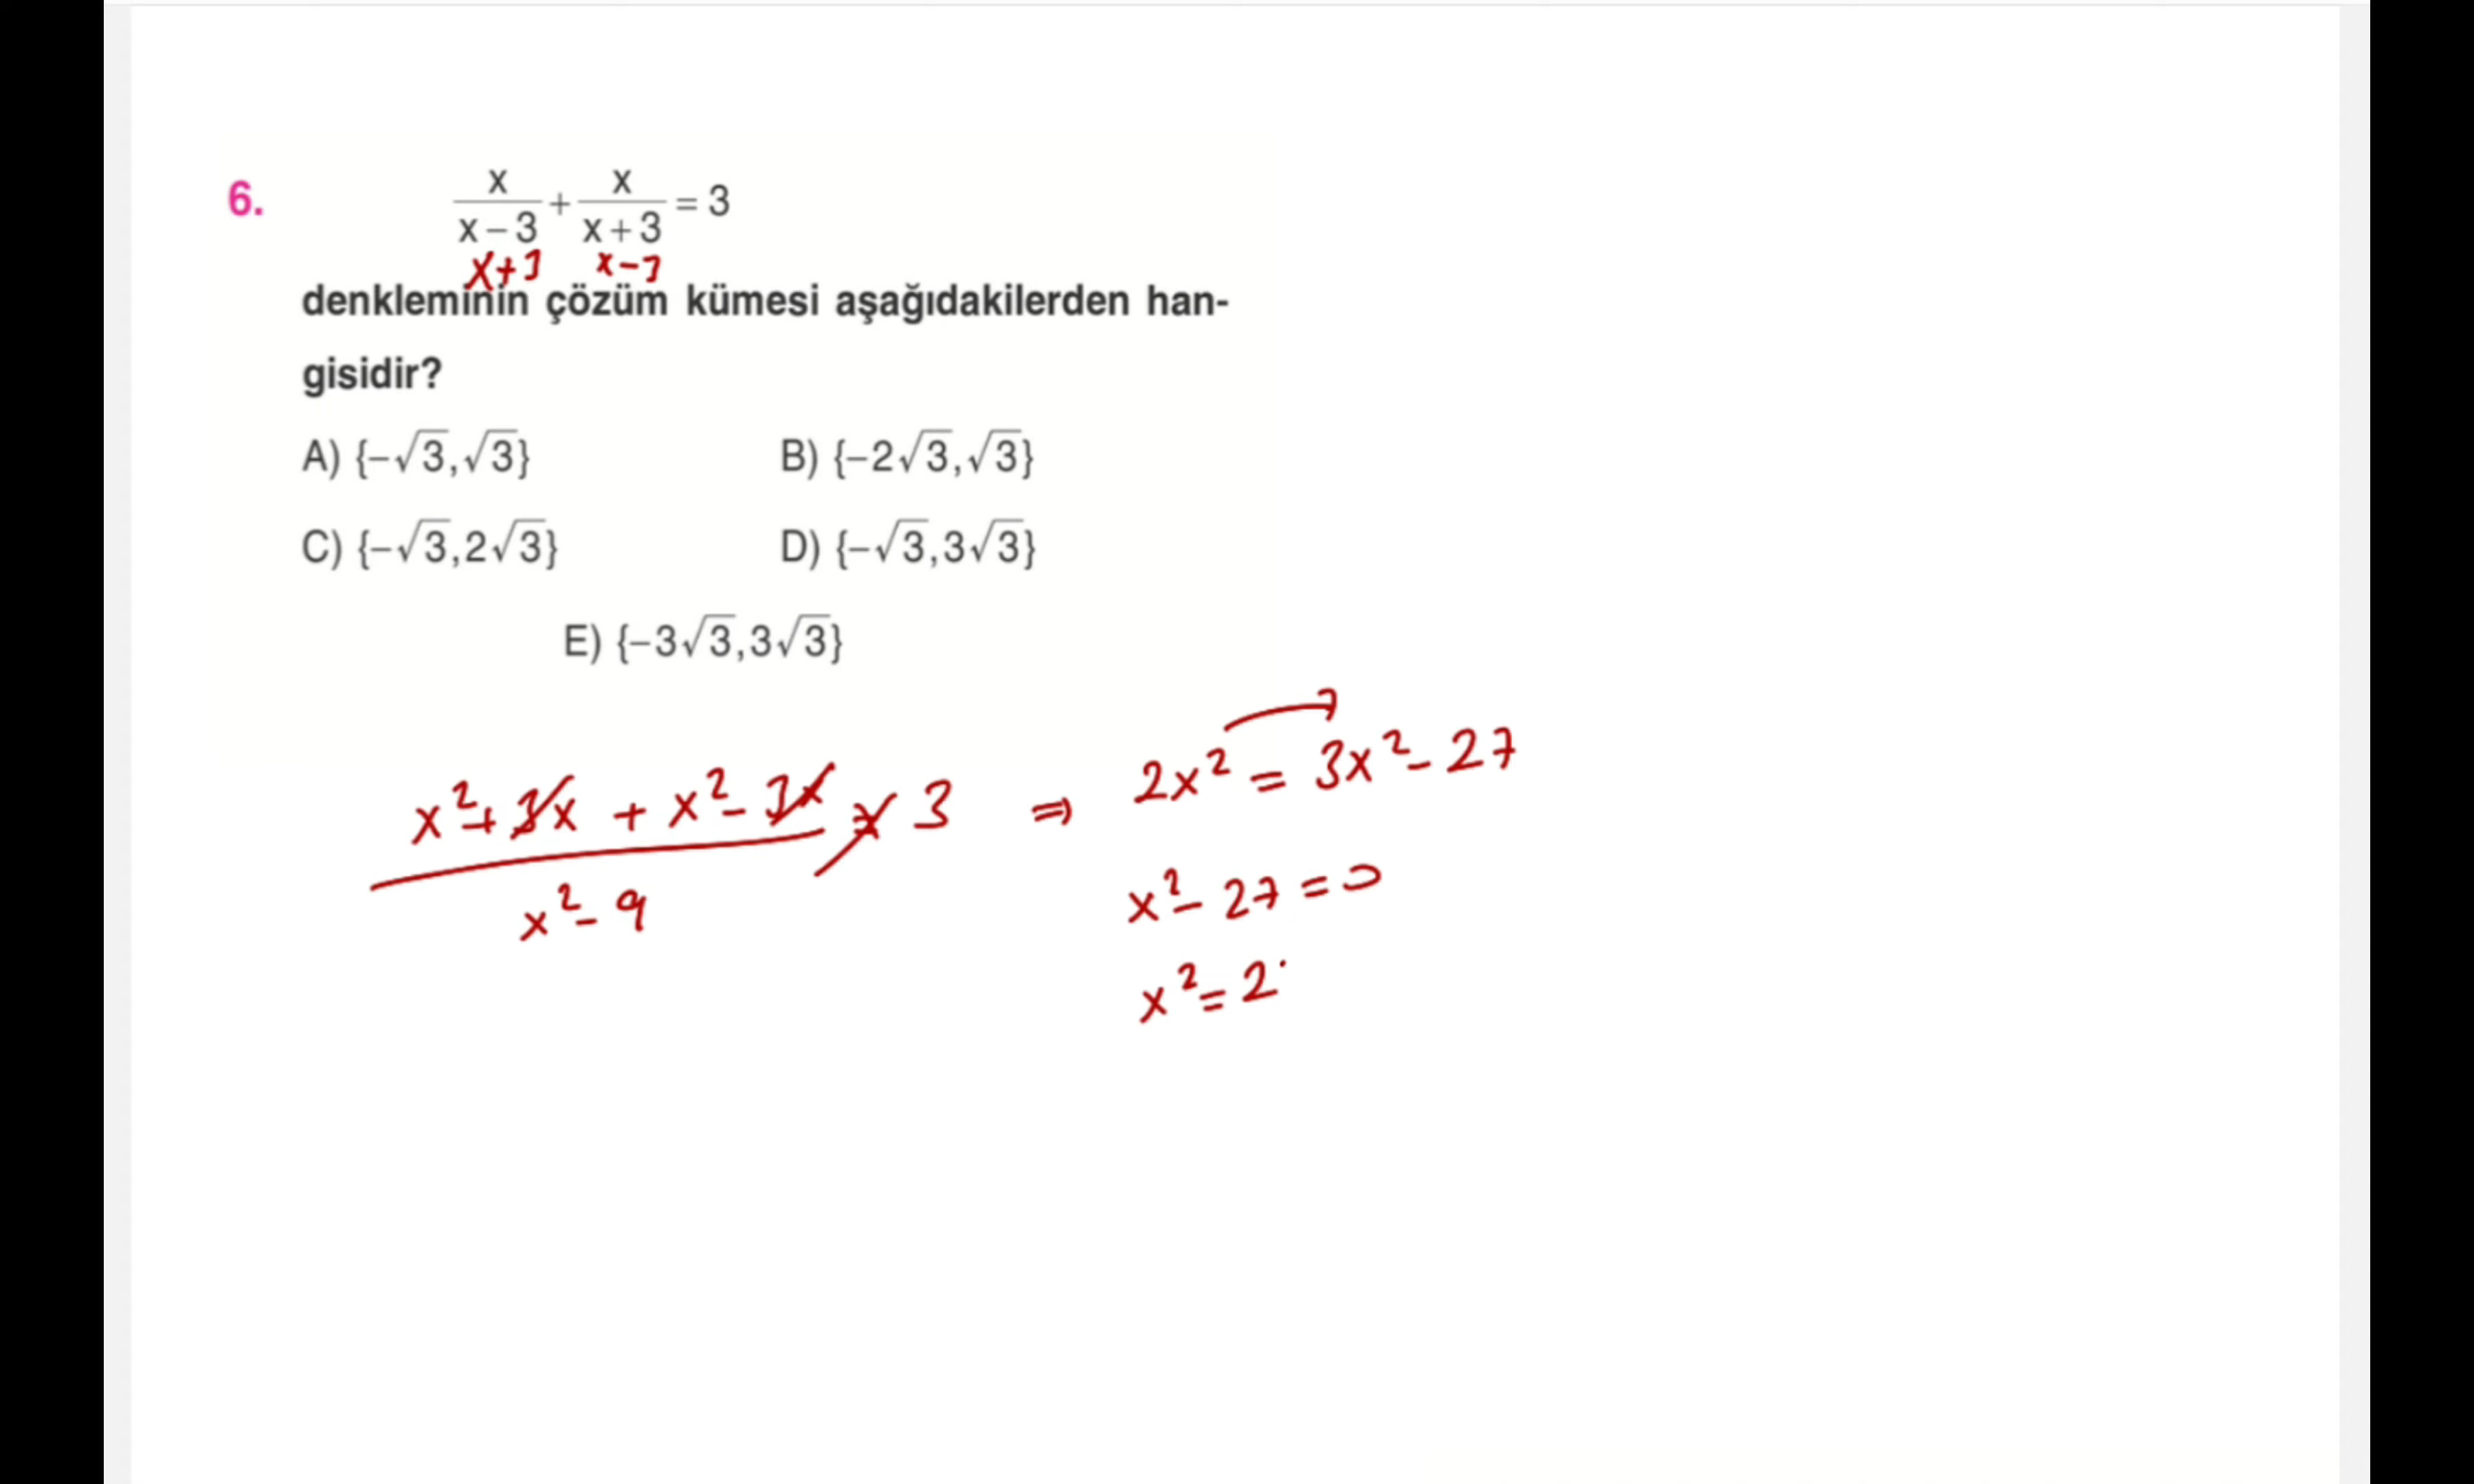 6. x/(x−3) + x/(x+3) = 3
x+3 x−3
denkleminin çözüm kümesi aşağıdakilerden han-
gisidir?
A) {−√3,√3} B) {−2√3,√3}
C) {−√3,2√3} D) {−√3,3√3}
E) {−3√3,3√3}
x²+3x + x²−3x = 3 ⇒ 2x² = 3x²−27
x²−9
x²−27=0
x²=2